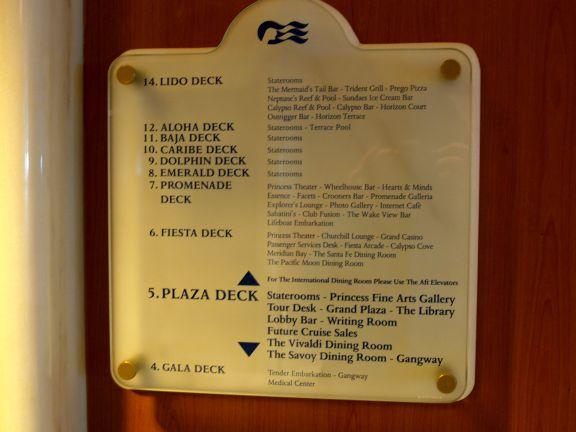 14. LIDO DECK Staterooms
The Mermaid's Tail Bar - Trident Grill - Prego Pizza
Neptune's Reef & Pool - Sundaes Ice Cream Bar
Calypso Reef & Pool - Calypso Bar - Horizon Court
Outrigger Bar - Horizon Terrace
12. ALOHA DECK Staterooms - Terrace Pool
11. BAJA DECK Staterooms
10. CARIBE DECK Staterooms
9. DOLPHIN DECK Staterooms
8. EMERALD DECK Staterooms
7. PROMENADE DECK Princess Theater - Wheelhouse Bar - Hearts & Minds
Essence - Facets - Crooners Bar - Promenade Galleria
Explorer's Lounge - Photo Gallery - Internet Café
Sabatini's - Club Fusion - The Wake View Bar
Lifeboat Embarkation
6. FIESTA DECK Princess Theater - Churchill Lounge - Grand Casino
Passenger Services Desk - Fiesta Arcade - Calypso Cove
Meridian Bay - The Santa Fe Dining Room
The Pacific Moon Dining Room
For The International Dining Room Please Use The Aft Elevators
5. PLAZA DECK Staterooms - Princess Fine Arts Gallery
Tour Desk - Grand Plaza - The Library
Lobby Bar - Writing Room
Future Cruise Sales
The Vivaldi Dining Room
The Savoy Dining Room - Gangway
4. GALA DECK Tender Embarkation - Gangway
Medical Center